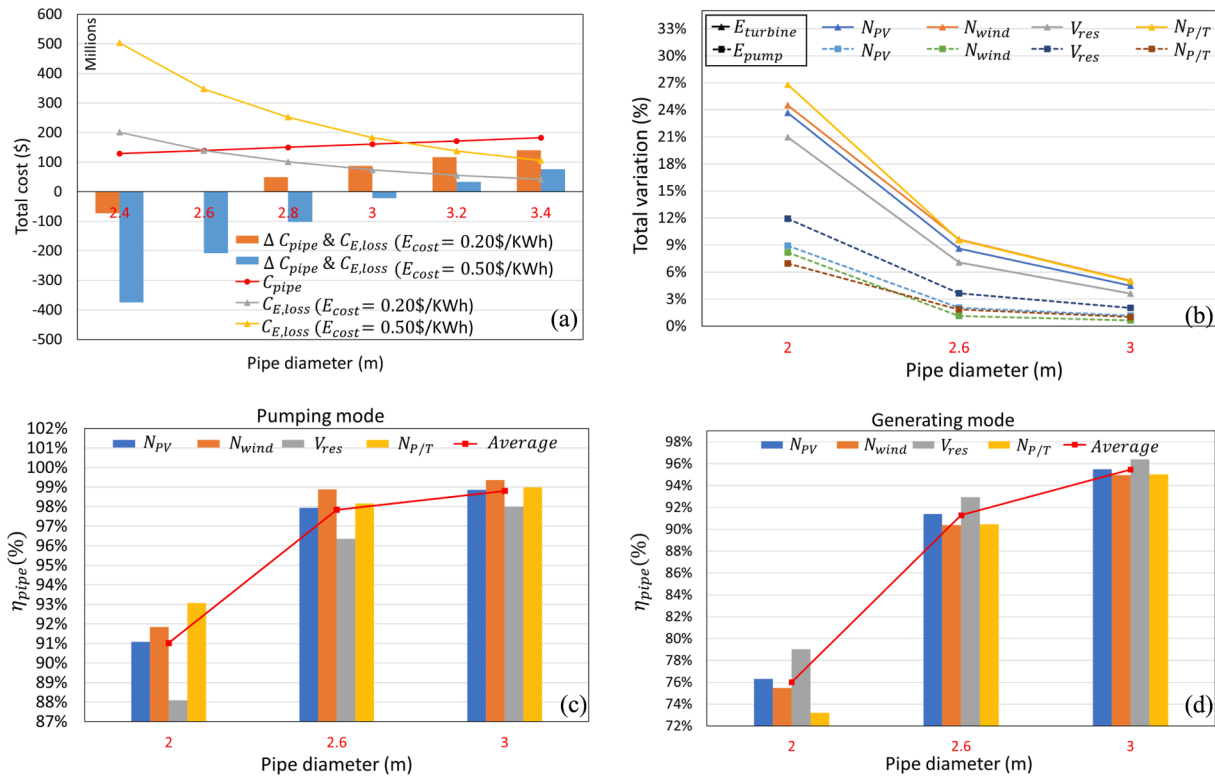 600
500
400
300
200
100
0
-100
-200
-300
-400
-500
Millions
Total cost ($)
2.4 2.6 2.8 3 3.2 3.4
Δ C_pipe & C_E,loss (E_cost = 0.20$/KWh)
Δ C_pipe & C_E,loss (E_cost = 0.50$/KWh)
C_pipe
C_E,loss (E_cost = 0.20$/KWh)
C_E,loss (E_cost = 0.50$/KWh)
(a)
Pipe diameter (m)
33%
30%
27%
24%
21%
18%
15%
12%
9%
6%
3%
0%
Total variation (%)
E_turbine N_PV N_wind V_res N_P/T
E_pump N_PV N_wind V_res N_P/T
(b)
2 2.6 3
Pipe diameter (m)
Pumping mode
102%
101%
100%
99%
98%
97%
96%
95%
94%
93%
92%
91%
90%
89%
88%
87%
η_pipe(%)
N_PV N_wind V_res N_P/T Average
(c)
2 2.6 3
Pipe diameter (m)
Generating mode
98%
96%
94%
92%
90%
88%
86%
84%
82%
80%
78%
76%
74%
72%
η_pipe(%)
N_PV N_wind V_res N_P/T Average
(d)
2 2.6 3
Pipe diameter (m)